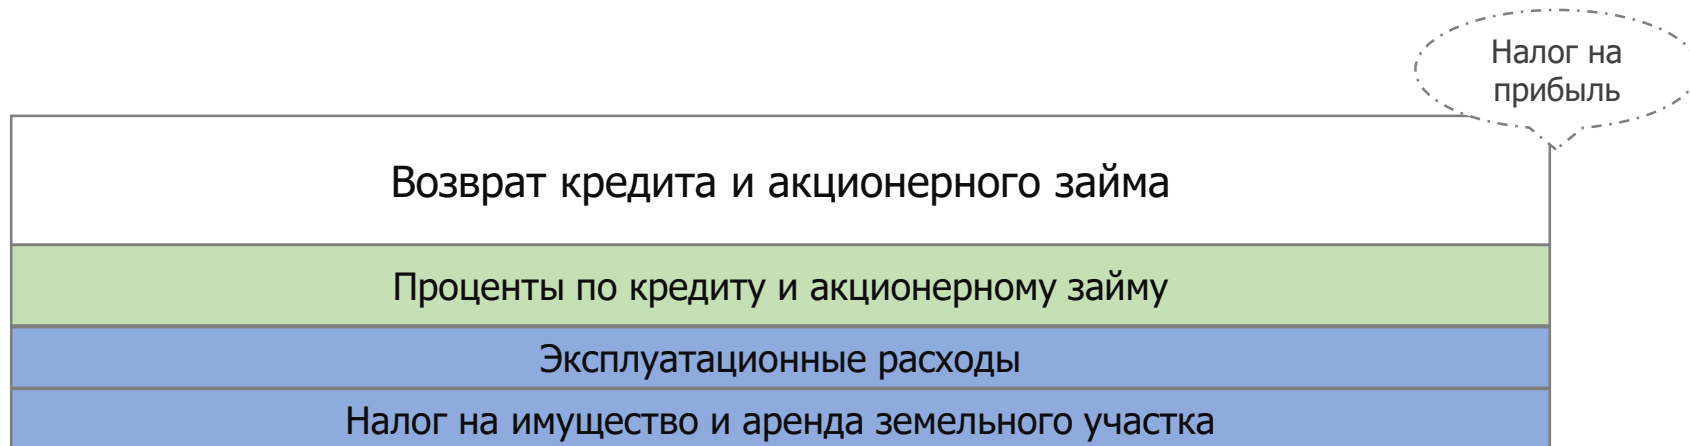 Налог на
прибыль
Возврат кредита и акционерного займа
Проценты по кредиту и акционерному займу
Эксплуатационные расходы
Налог на имущество и аренда земельного участка